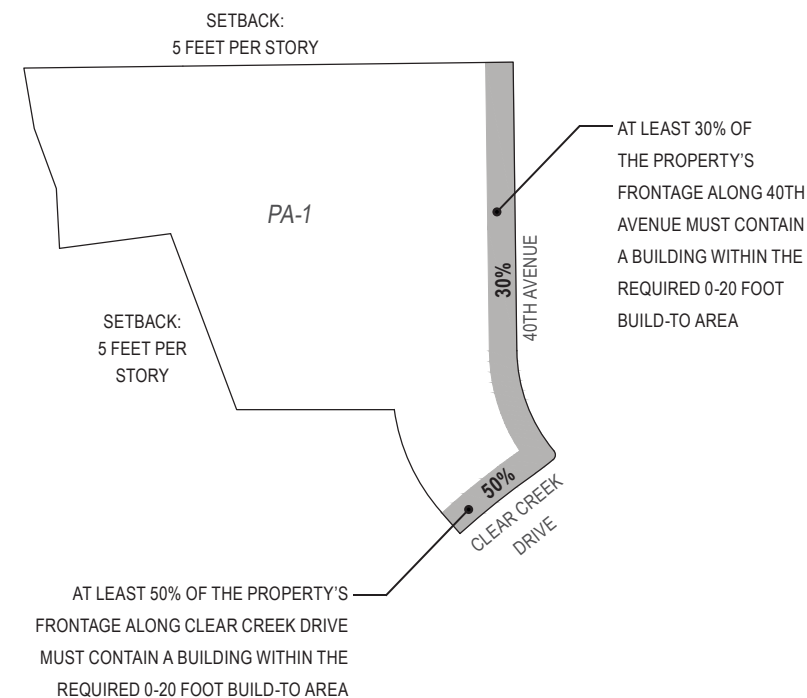 SETBACK:
5 FEET PER STORY
AT LEAST 30% OF
THE PROPERTY’S
FRONTAGE ALONG 40TH
AVENUE MUST CONTAIN
A BUILDING WITHIN THE
REQUIRED 0-20 FOOT
BUILD-TO AREA
PA-1
30%
40TH AVENUE
SETBACK:
5 FEET PER
STORY
50%
CLEAR CREEK
DRIVE
AT LEAST 50% OF THE PROPERTY’S
FRONTAGE ALONG CLEAR CREEK DRIVE
MUST CONTAIN A BUILDING WITHIN THE
REQUIRED 0-20 FOOT BUILD-TO AREA